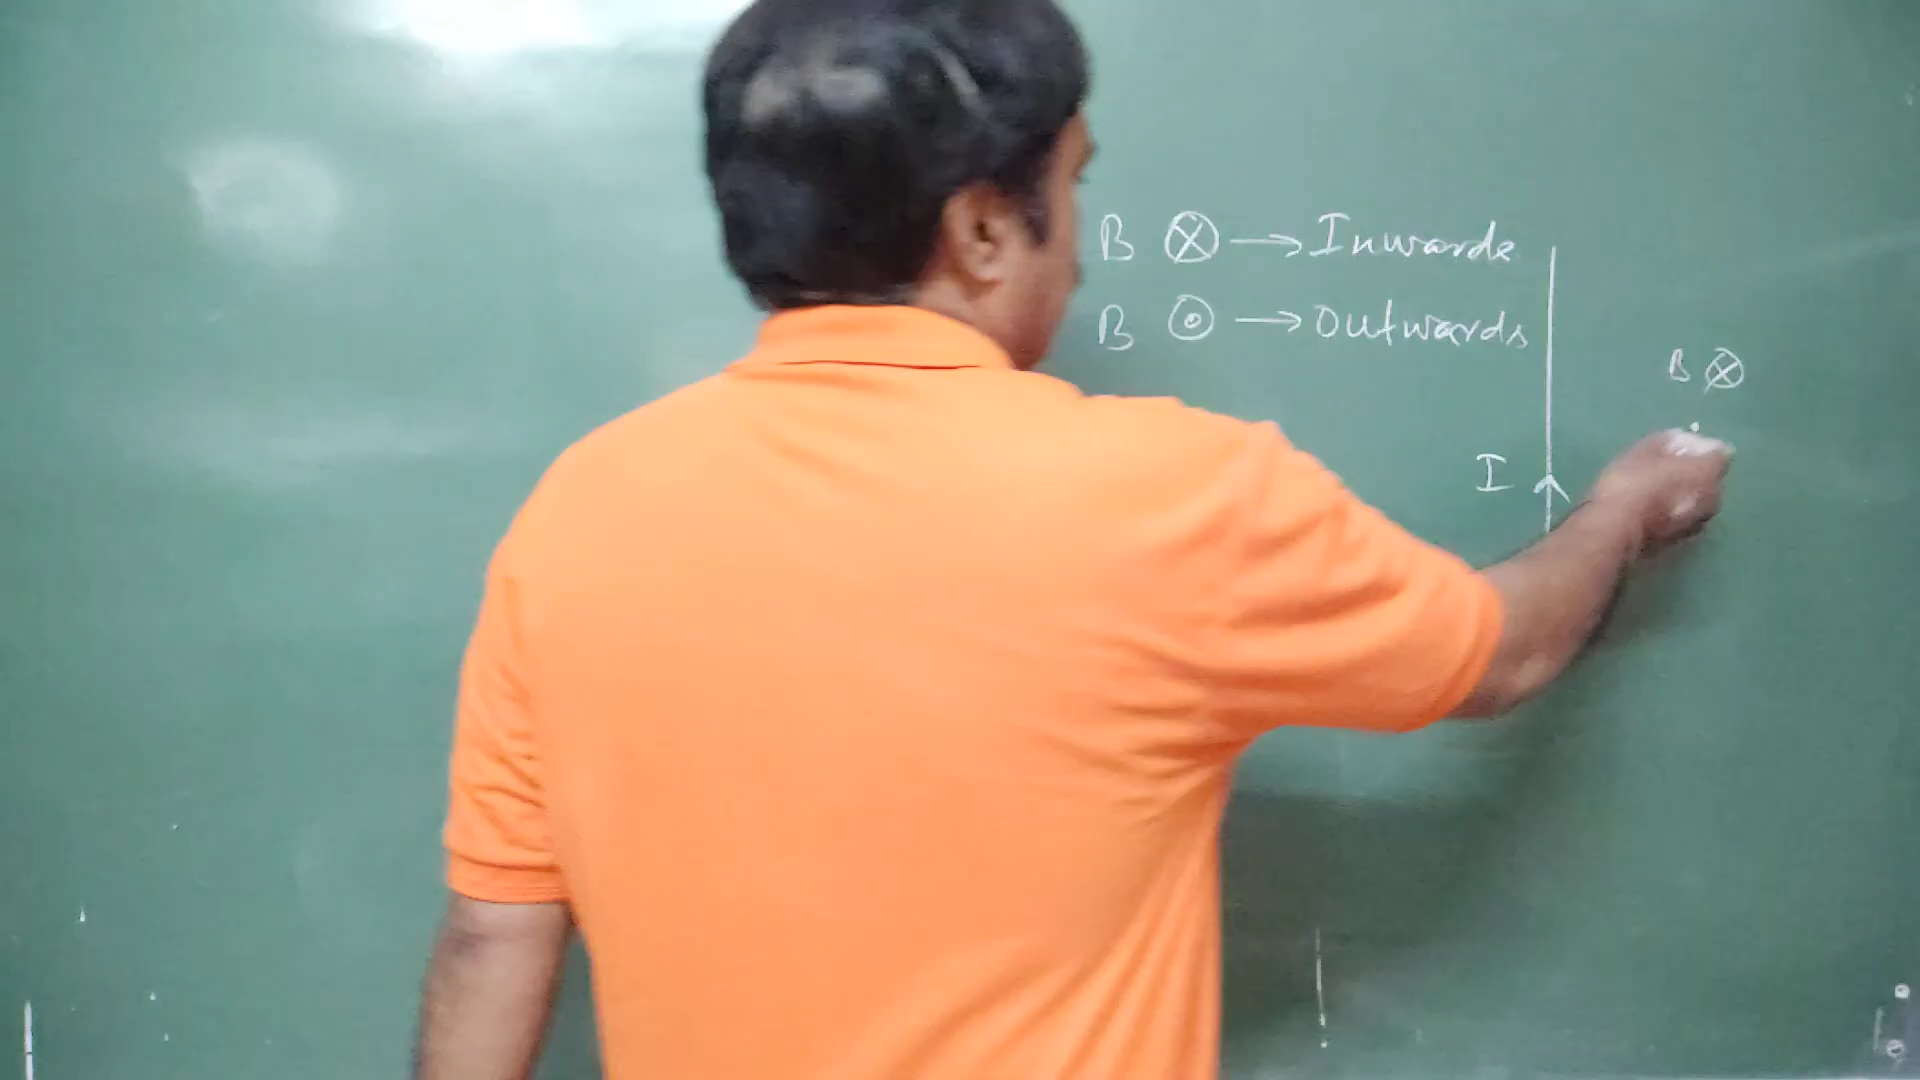 B ⊗ → Inwards
B ⊙ → Outwards
B ⊗
I